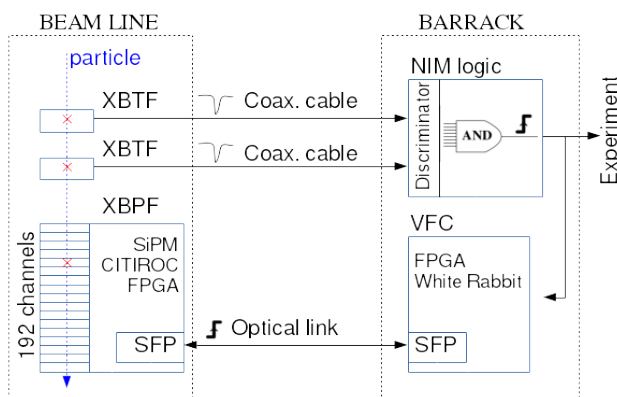 BEAM LINE
BARRACK
particle
NIM logic
XBTF
Coax. cable
Discriminator
AND
XBTF
Coax. cable
Experiment
XBPF
VFC
192 channels
SiPM
CITIROC
FPGA
FPGA
White Rabbit
SFP
Optical link
SFP